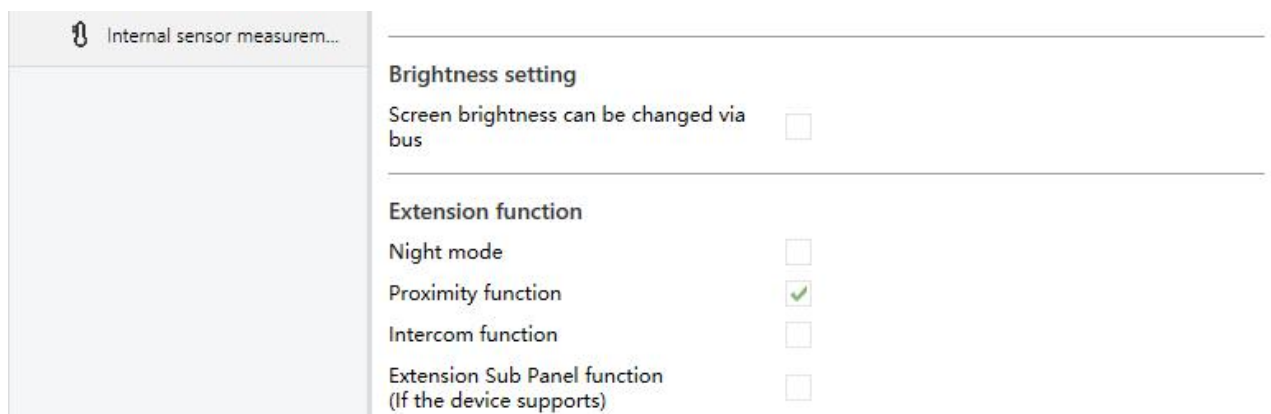 Internal sensor measurem...
Brightness setting
Screen brightness can be changed via
bus
Extension function
Night mode
Proximity function
Intercom function
Extension Sub Panel function
(If the device supports)